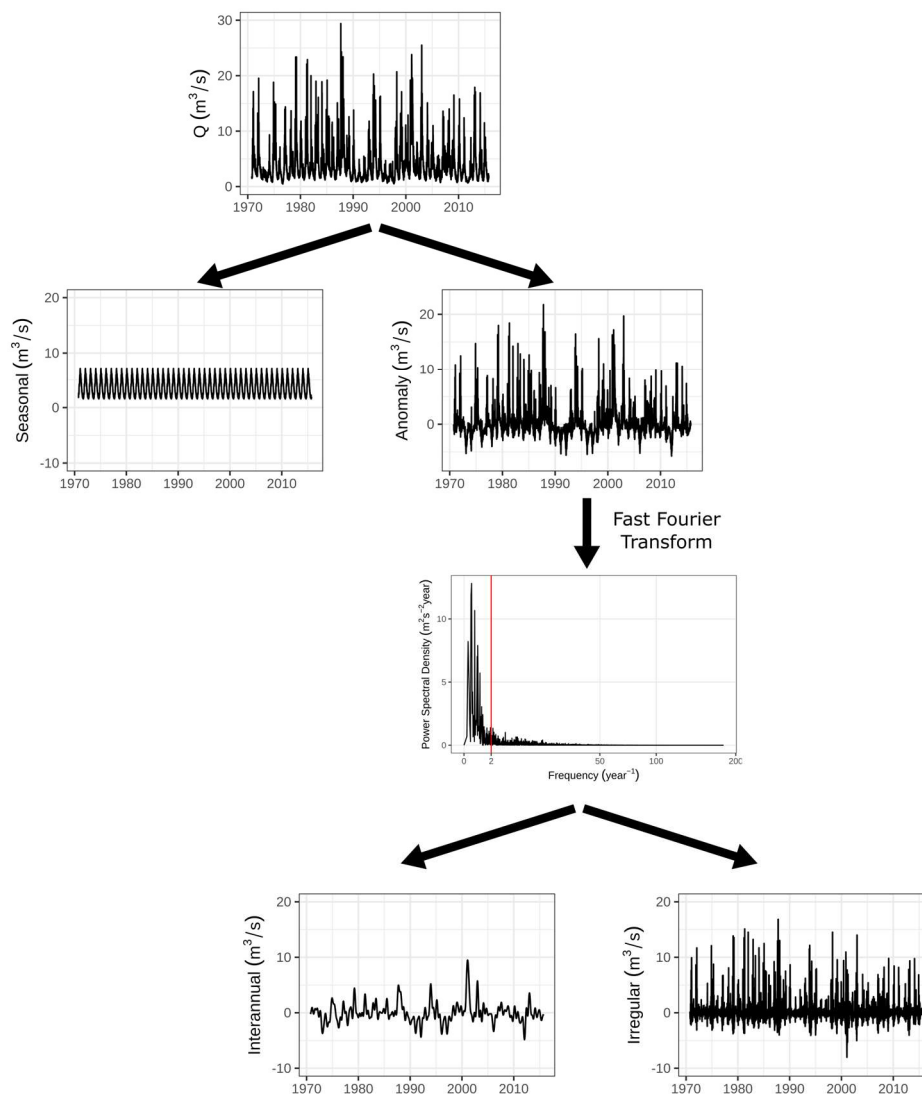 Q (m³/s)
30
20
10
0
1970 1980 1990 2000 2010
Seasonal (m³/s)
20
10
0
-10
1970 1980 1990 2000 2010
Anomaly (m³/s)
20
10
0
1970 1980 1990 2000 2010
Fast Fourier
Transform
Power Spectral Density (m²s⁻²year)
10
5
0
0 2 50 100 200
Frequency (year⁻¹)
Interannual (m³/s)
20
10
0
-10
1970 1980 1990 2000 2010
Irregular (m³/s)
20
10
0
-10
1970 1980 1990 2000 2010